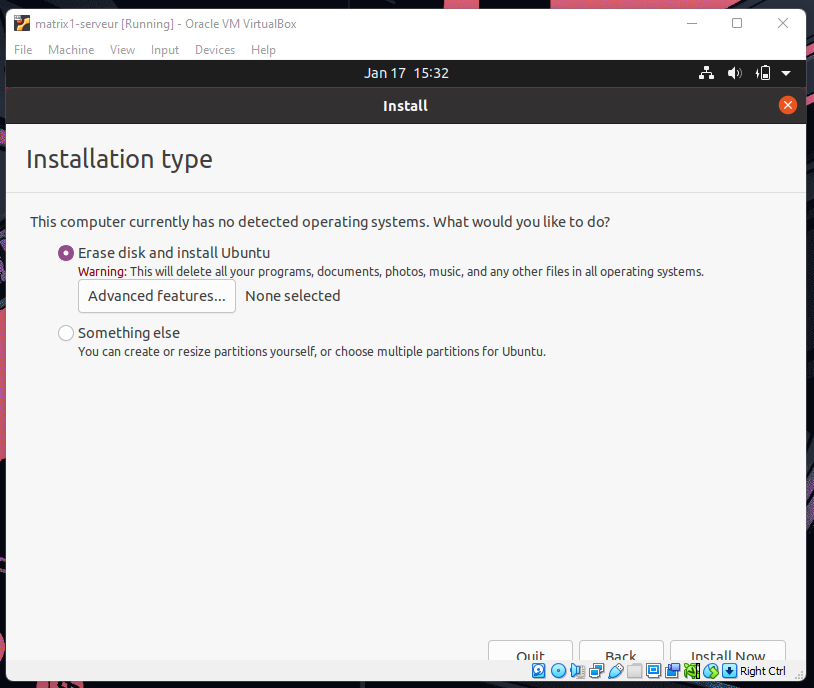 matrix1-serveur [Running] - Oracle VM VirtualBox
File Machine View Input Devices Help
Jan 17 15:32
Install
Installation type
This computer currently has no detected operating systems. What would you like to do?
Erase disk and install Ubuntu
Warning: This will delete all your programs, documents, photos, music, and any other files in all operating systems.
Advanced features... None selected
Something else
You can create or resize partitions yourself, or choose multiple partitions for Ubuntu.
Quit Back Install Now
Right Ctrl